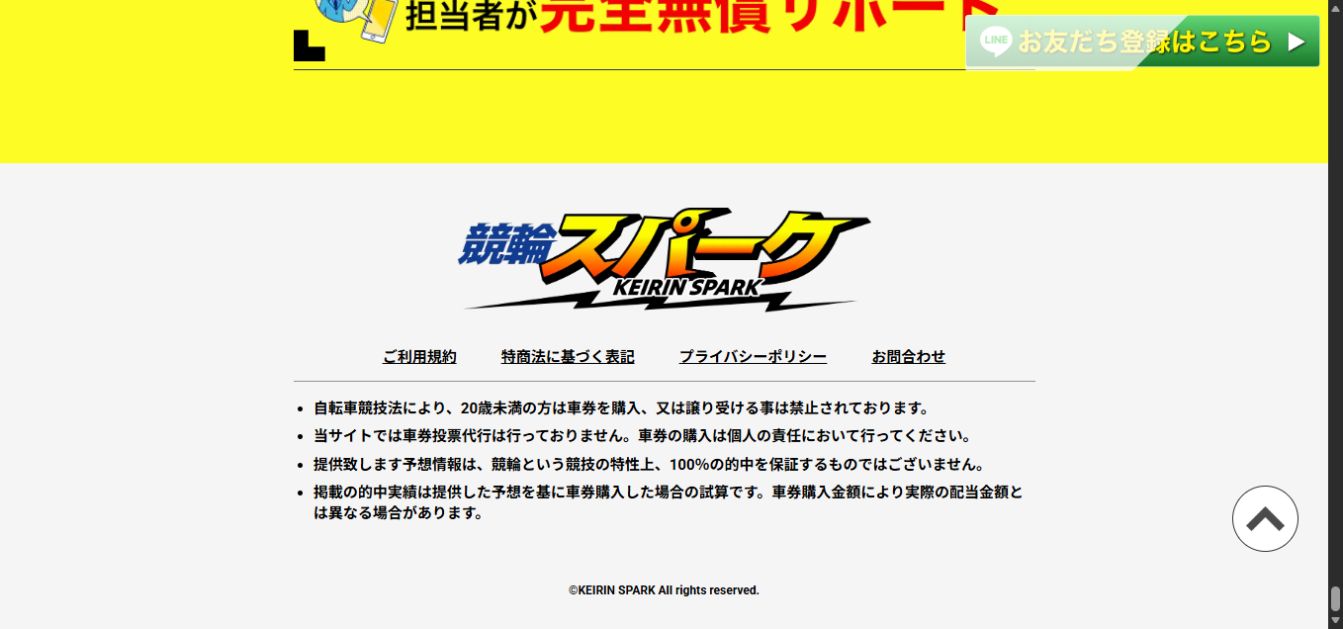 担当者が完全無償サポート
LINE お友だち登録はこちら
競輪スパーク
KEIRIN SPARK
ご利用規約 特商法に基づく表記 プライバシーポリシー お問合わせ
自転車競技法により、20歳未満の方は車券を購入、又は譲り受ける事は禁止されております。
当サイトでは車券投票代行は行っておりません。車券の購入は個人の責任において行ってください。
提供致します予想情報は、競輪という競技の特性上、100%の的中を保証するものではございません。
掲載の的中実績は提供した予想を基に車券購入した場合の試算です。車券購入金額により実際の配当金額と
は異なる場合があります。
©KEIRIN SPARK All rights reserved.